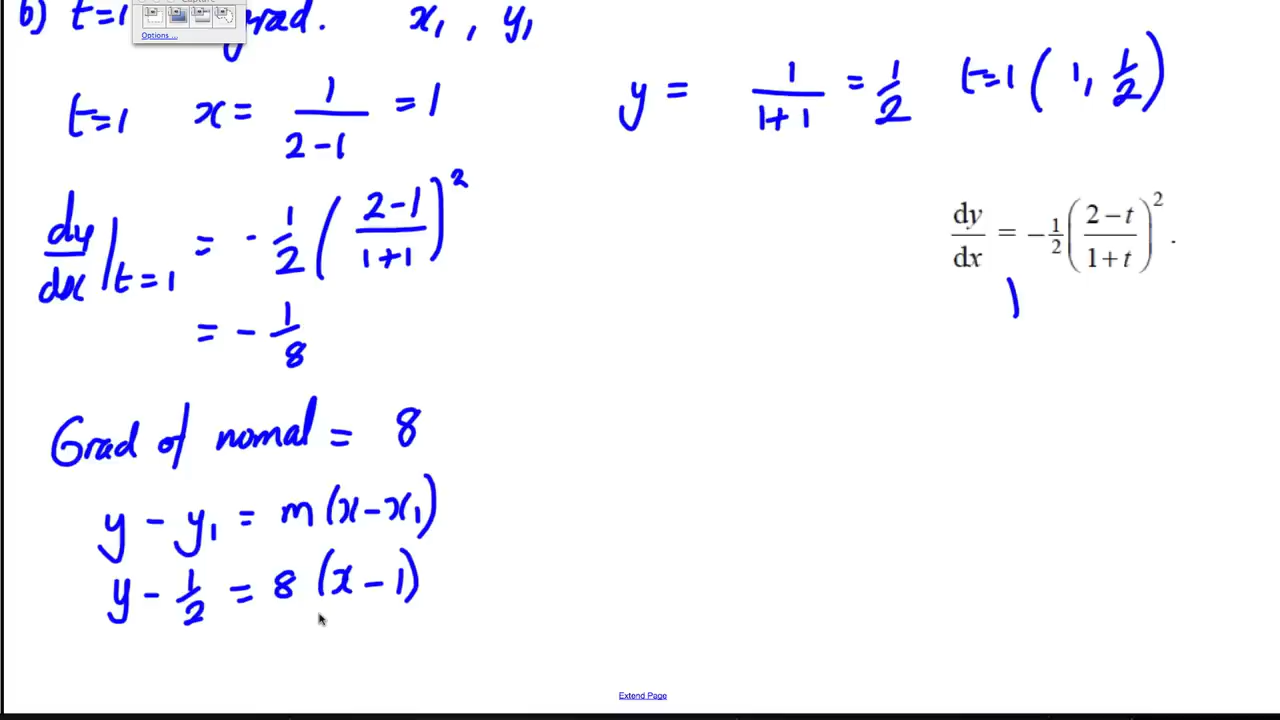 b) t=1 grad. x₁, y₁
Options ...
t=1 x = 1/(2-1) = 1 y = 1/(1+1) = 1/2 t=1 (1, 1/2)
dy/dx|t=1 = -1/2 ((2-1)/(1+1))²
= -1/8
dy/dx = -1/2 ((2-t)/(1+t))².
Grad of nomal = 8
y - y₁ = m(x-x₁)
y - 1/2 = 8 (x-1)
Extend Page